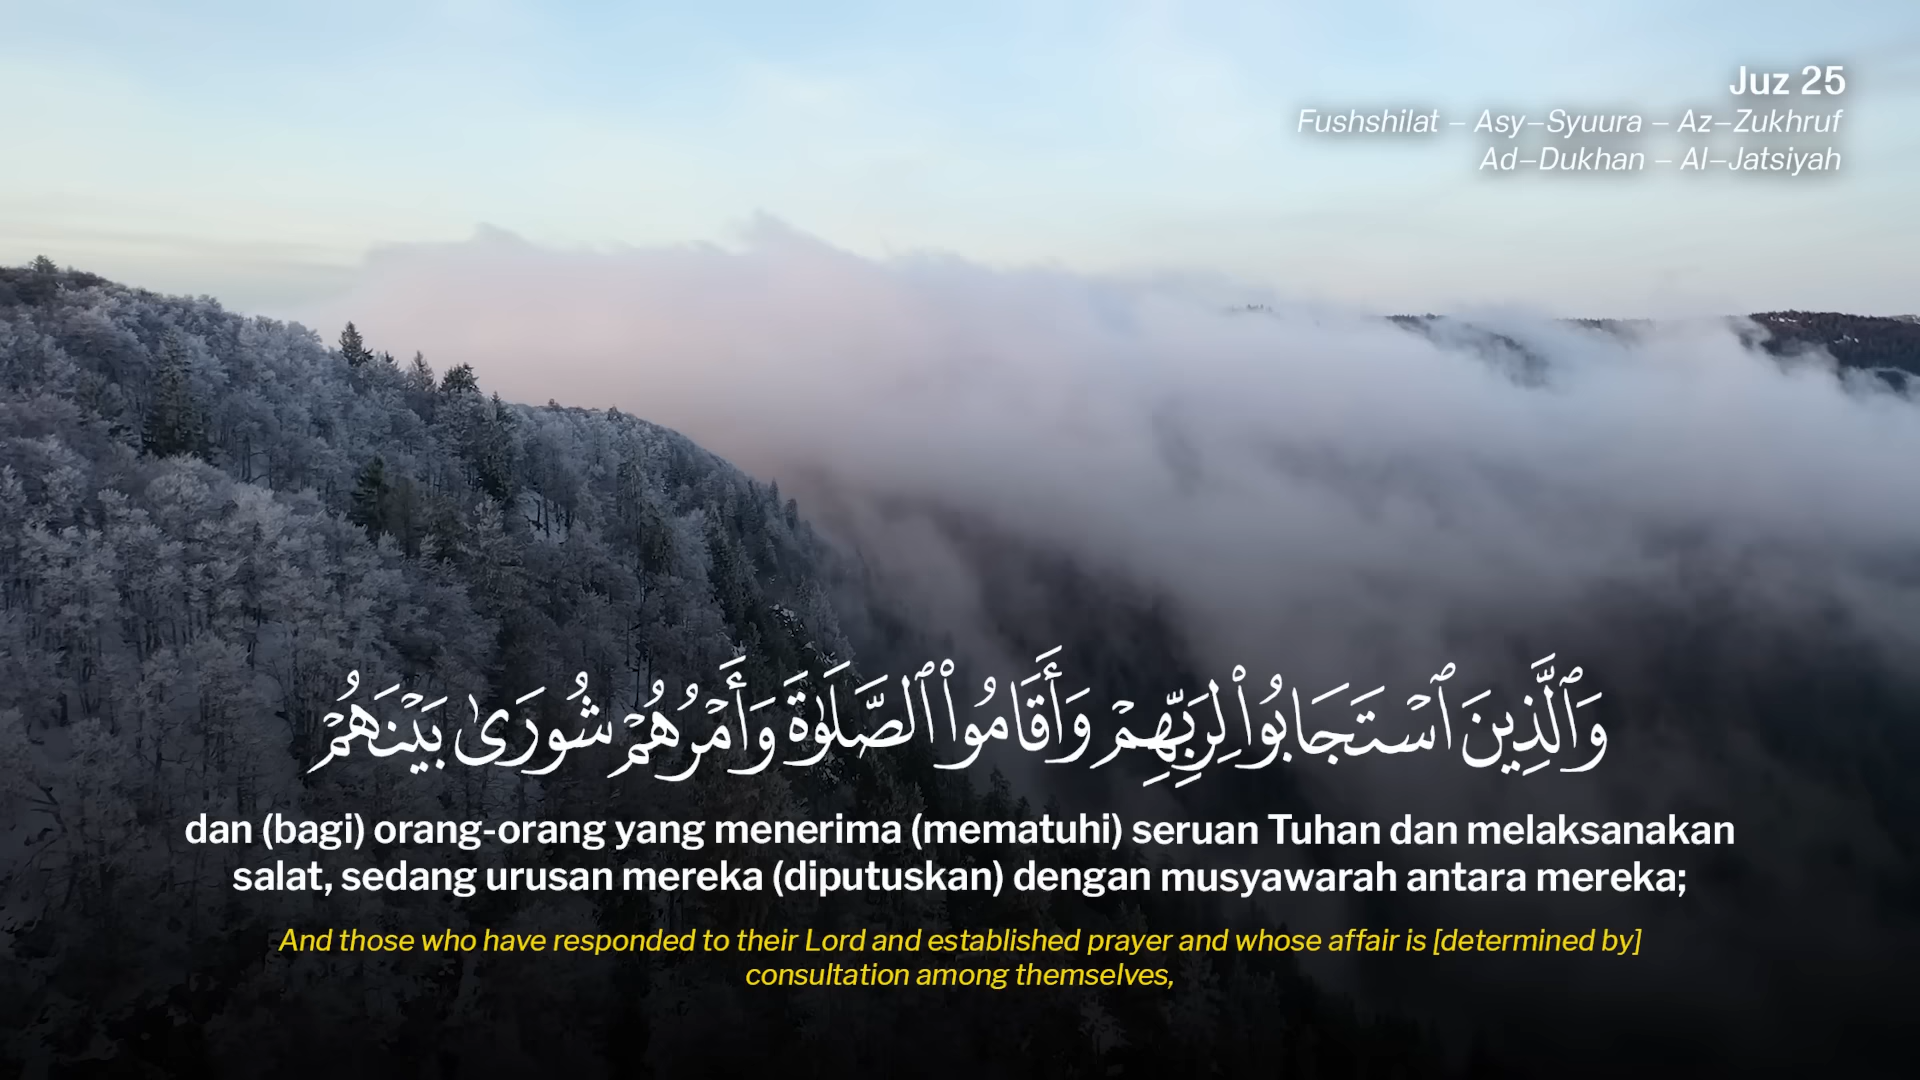 Juz 25
Fushshilat – Asy–Syuura – Az–Zukhruf
Ad–Dukhan – Al–Jatsiyah
وَٱلَّذِينَ ٱسْتَجَابُوا۟ لِرَبِّهِمْ وَأَقَامُوا۟ ٱلصَّلَوٰةَ وَأَمْرُهُمْ شُورَىٰ بَيْنَهُمْ
dan (bagi) orang-orang yang menerima (mematuhi) seruan Tuhan dan melaksanakan
salat, sedang urusan mereka (diputuskan) dengan musyawarah antara mereka;
And those who have responded to their Lord and established prayer and whose affair is [determined by]
consultation among themselves,